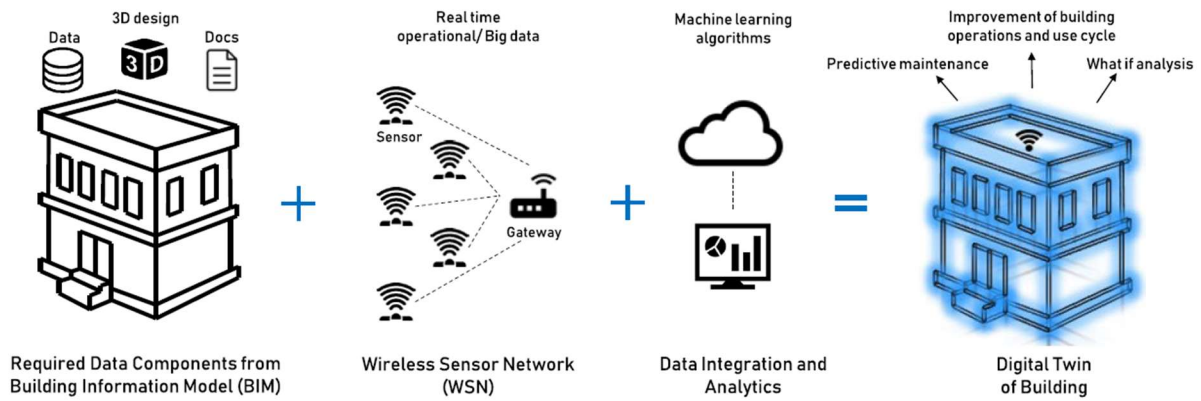 3D design
Data
Docs
3D
Required Data Components from
Building Information Model (BIM)
Real time
operational/ Big data
Sensor
Gateway
Wireless Sensor Network
(WSN)
Machine learning
algorithms
Data Integration and
Analytics
Improvement of building
operations and use cycle
Predictive maintenance
What if analysis
Digital Twin
of Building